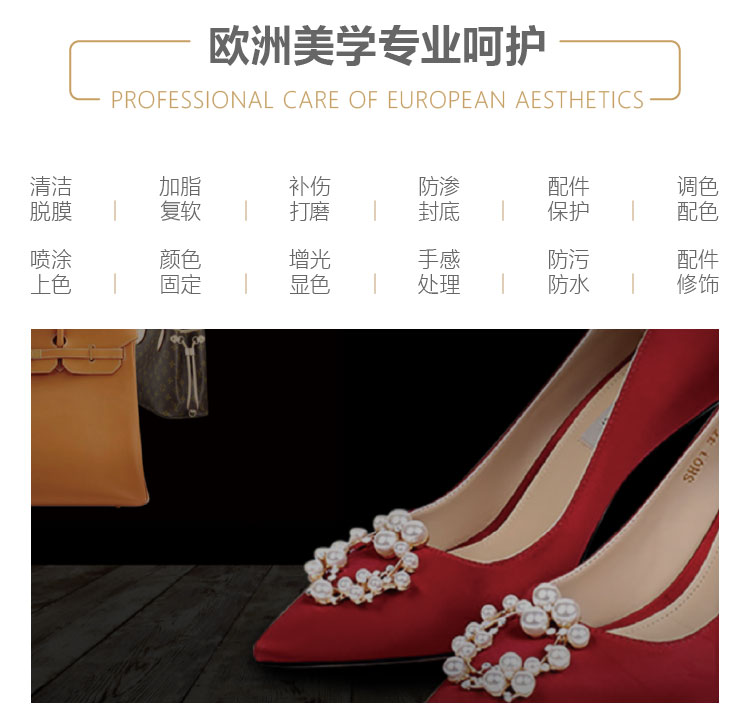 欧洲美学专业呵护
PROFESSIONAL CARE OF EUROPEAN AESTHETICS
清洁 加脂 补伤 防渗 配件 调色
脱膜 | 复软 | 打磨 | 封底 | 保护 | 配色
喷涂 颜色 增光 手感 防污 配件
上色 | 固定 | 显色 | 处理 | 防水 | 修饰
SHQ1 37